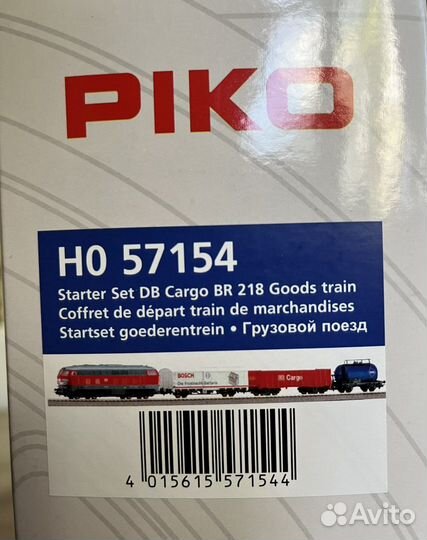 PIKO
H0 57154
Starter Set DB Cargo BR 218 Goods train
Coffret de départ train de marchandises
Startset goederentrein • Грузовой поезд
BOSCH
DB Cargo
4 015615 571544
Avito